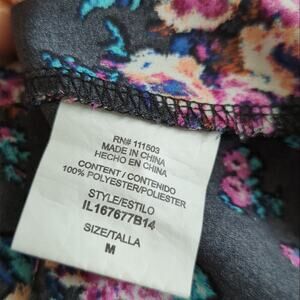 RN# 111503
MADE IN CHINA
HECHO EN CHINA
CONTENT / CONTENIDO
100% POLYESTER/POLIESTER
STYLE/ESTILO
IL167677B14
SIZE/TALLA
M